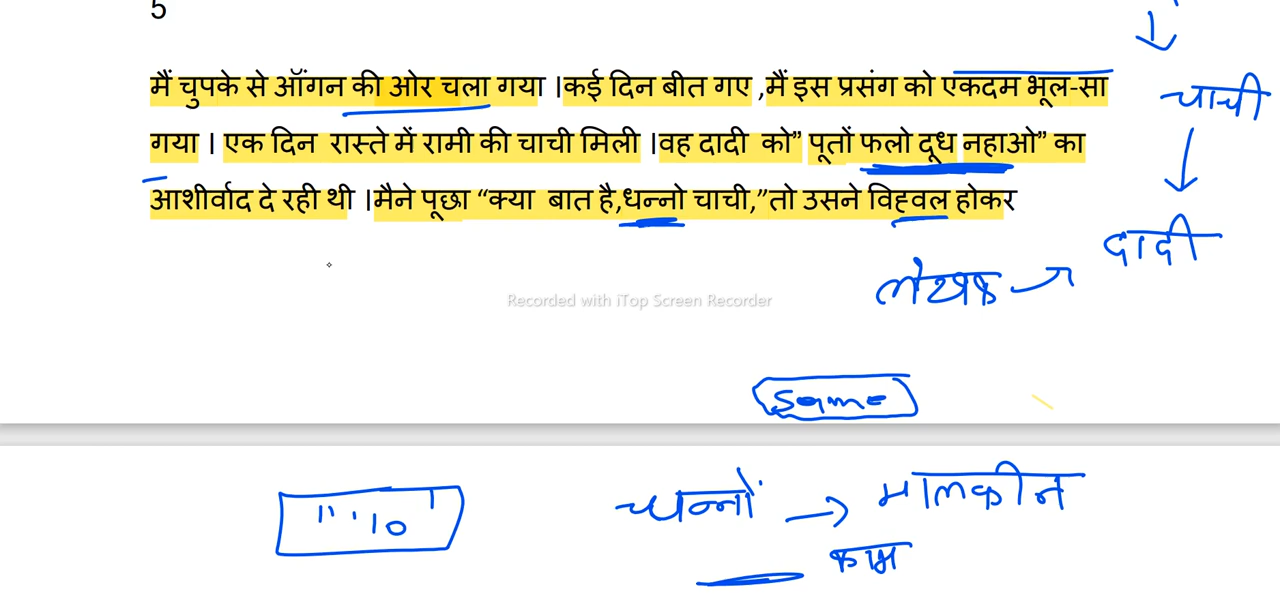 5
चाची
मैं चुपके से ऑंगन की ओर चला गया ।कई दिन बीत गए ,मैं इस प्रसंग को एकदम भूल-सा
गया । एक दिन रास्ते में रामी की चाची मिली ।वह दादी को” पूतों फलो दूध नहाओ” का
आशीर्वाद दे रही थी ।मैने पूछा “क्या बात है,धन्नो चाची,”तो उसने विह्वल होकर
दादी
लेखक
Recorded with iTop Screen Recorder
Same
मालकीन
काम